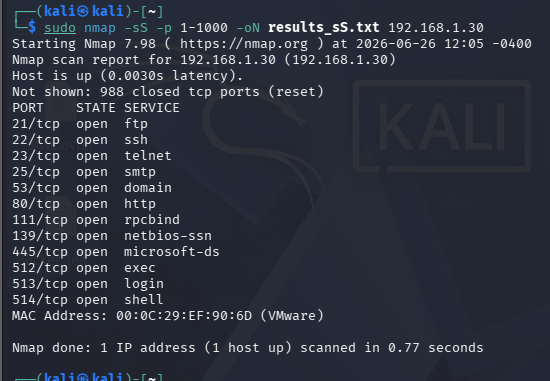 ┌──(kali㉿kali)-[~]
└─$ sudo nmap -sS -p 1-1000 -oN results_sS.txt 192.168.1.30
Starting Nmap 7.98 ( https://nmap.org ) at 2026-06-26 12:05 -0400
Nmap scan report for 192.168.1.30 (192.168.1.30)
Host is up (0.0030s latency).
Not shown: 988 closed tcp ports (reset)
PORT    STATE SERVICE
21/tcp  open  ftp
22/tcp  open  ssh
23/tcp  open  telnet
25/tcp  open  smtp
53/tcp  open  domain
80/tcp  open  http
111/tcp open  rpcbind
139/tcp open  netbios-ssn
445/tcp open  microsoft-ds
512/tcp open  exec
513/tcp open  login
514/tcp open  shell
MAC Address: 00:0C:29:EF:90:6D (VMware)
Nmap done: 1 IP address (1 host up) scanned in 0.77 seconds
┌──(kali㉿kali)-[~]
KALI